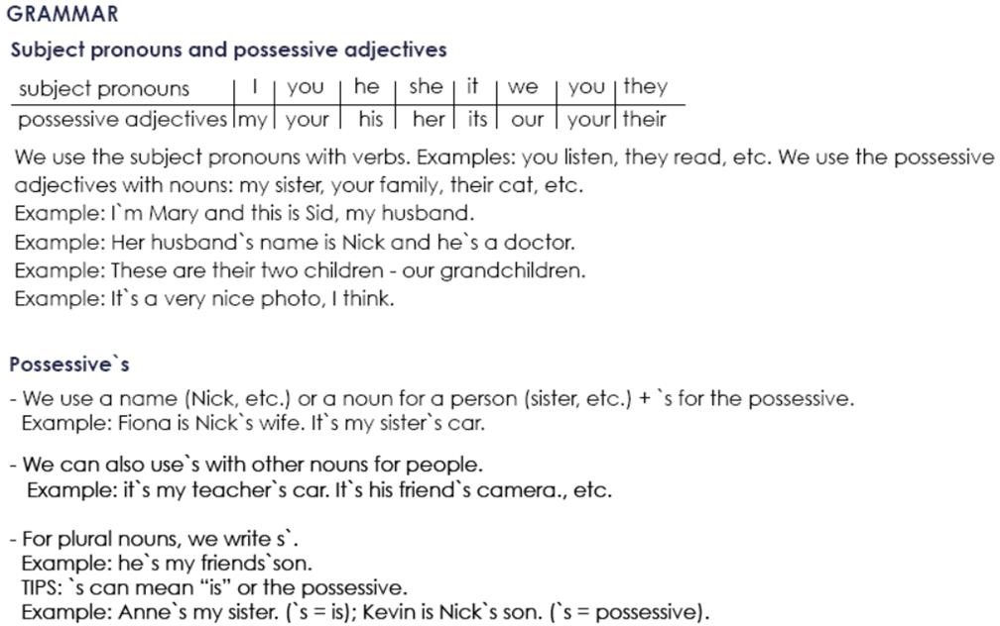 GRAMMAR
Subject pronouns and possessive adjectives
subject pronouns | I | you | he | she | it | we | you | they
possessive adjectives | my | your | his | her | its | our | your | their
We use the subject pronouns with verbs. Examples: you listen, they read, etc. We use the possessive
adjectives with nouns: my sister, your family, their cat, etc.
Example: I`m Mary and this is Sid, my husband.
Example: Her husband`s name is Nick and he`s a doctor.
Example: These are their two children - our grandchildren.
Example: It`s a very nice photo, I think.
Possessive`s
- We use a name (Nick, etc.) or a noun for a person (sister, etc.) + `s for the possessive.
Example: Fiona is Nick`s wife. It`s my sister`s car.
- We can also use`s with other nouns for people.
Example: it`s my teacher`s car. It`s his friend`s camera., etc.
- For plural nouns, we write s`.
Example: he`s my friends`son.
TIPS: `s can mean “is” or the possessive.
Example: Anne`s my sister. (`s = is); Kevin is Nick`s son. (`s = possessive).